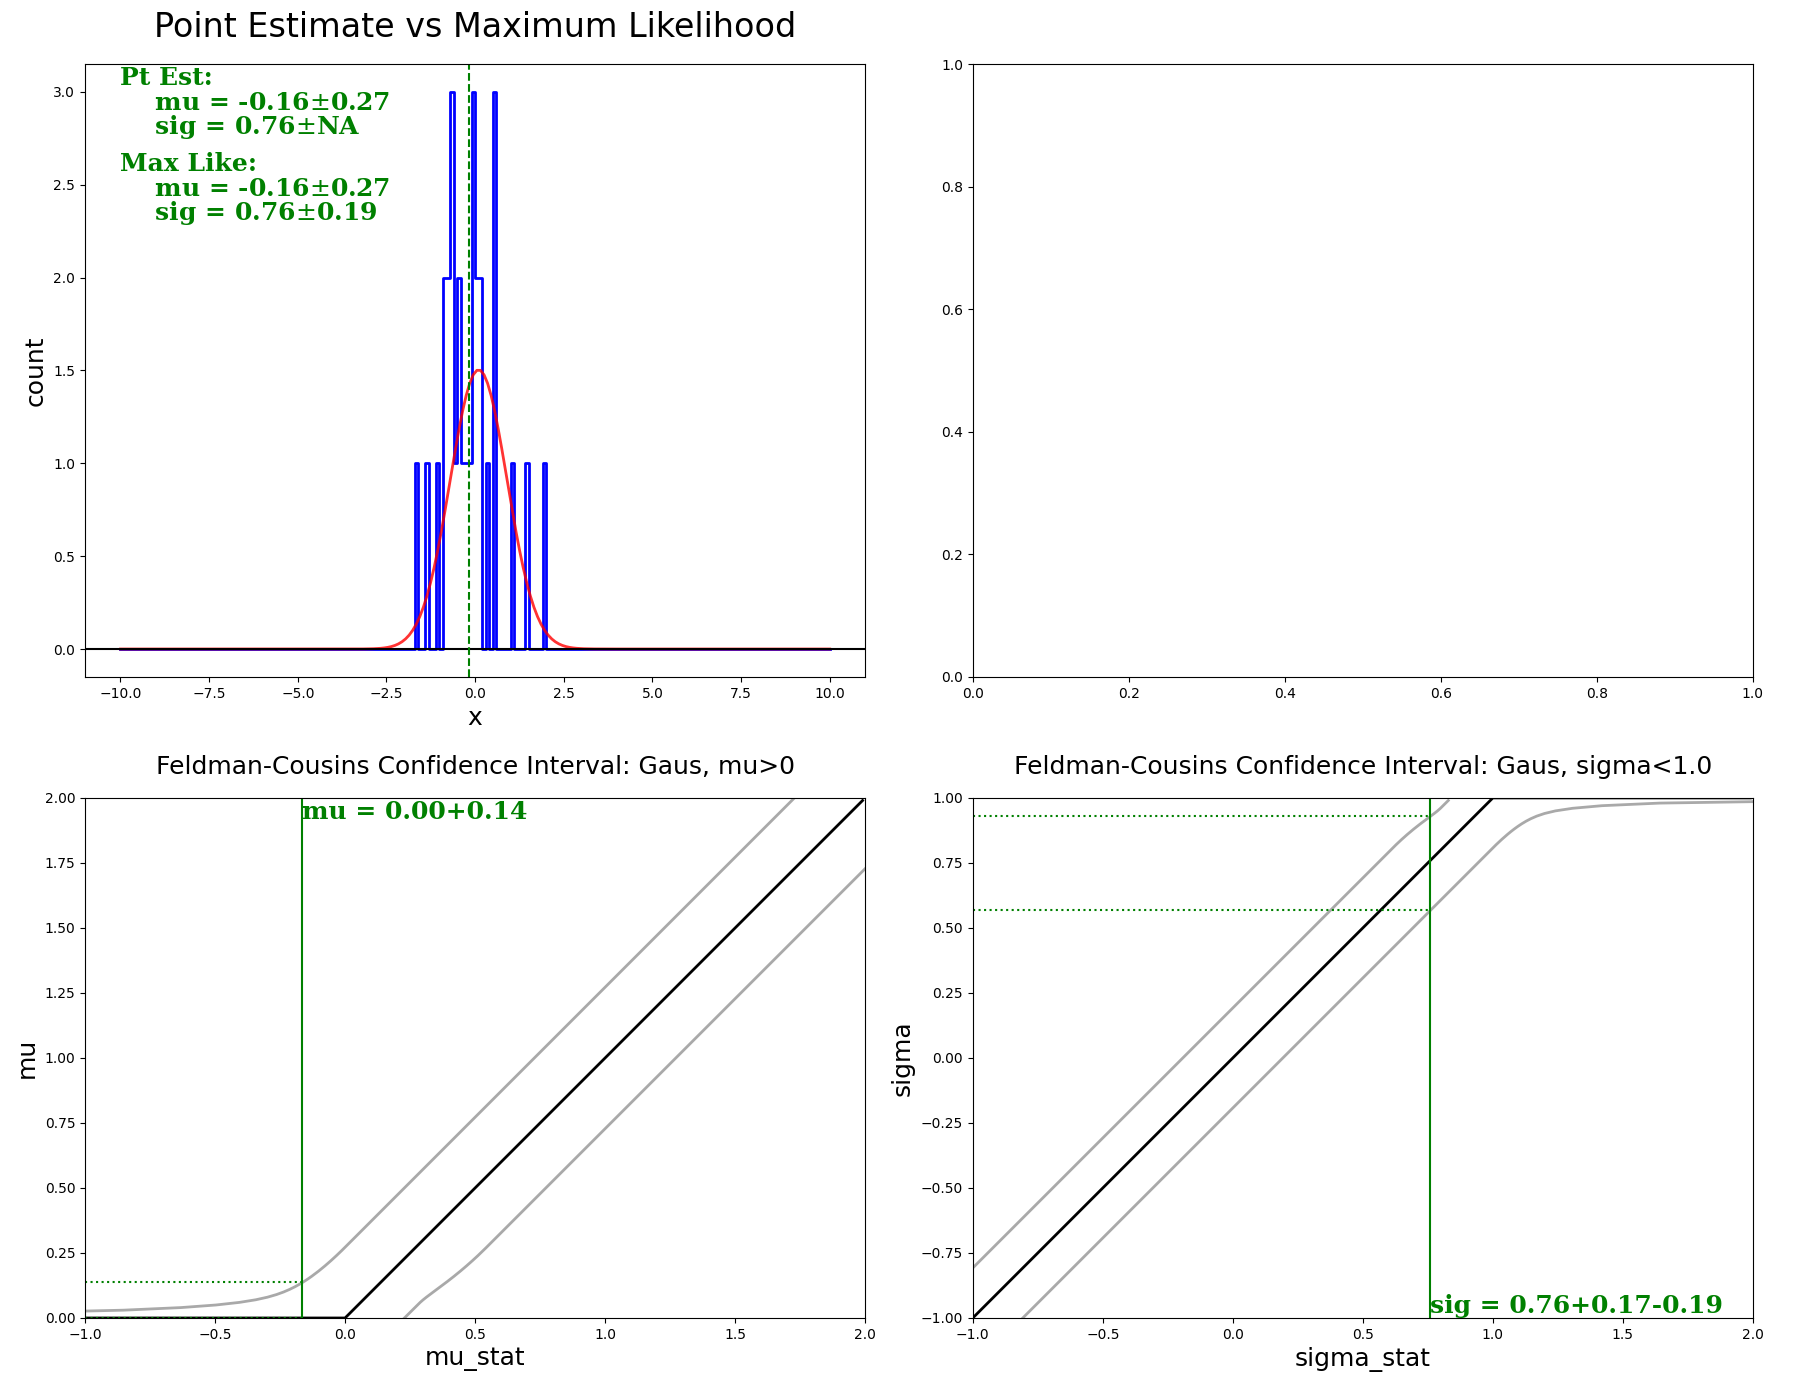 Point Estimate vs Maximum Likelihood
Pt Est:
mu = -0.16±0.27
sig = 0.76±NA
Max Like:
mu = -0.16±0.27
sig = 0.76±0.19
count
3.0
2.5
2.0
1.5
1.0
0.5
0.0
−10.0 −7.5 −5.0 −2.5 0.0 2.5 5.0 7.5 10.0
x
1.0
0.8
0.6
0.4
0.2
0.0
0.0 0.2 0.4 0.6 0.8 1.0
Feldman-Cousins Confidence Interval: Gaus, mu>0
mu = 0.00+0.14
mu
2.00
1.75
1.50
1.25
1.00
0.75
0.50
0.25
0.00
−1.0 −0.5 0.0 0.5 1.0 1.5 2.0
mu_stat
Feldman-Cousins Confidence Interval: Gaus, sigma<1.0
sigma
1.00
0.75
0.50
0.25
0.00
−0.25
−0.50
−0.75
−1.00
sig = 0.76+0.17-0.19
−1.0 −0.5 0.0 0.5 1.0 1.5 2.0
sigma_stat